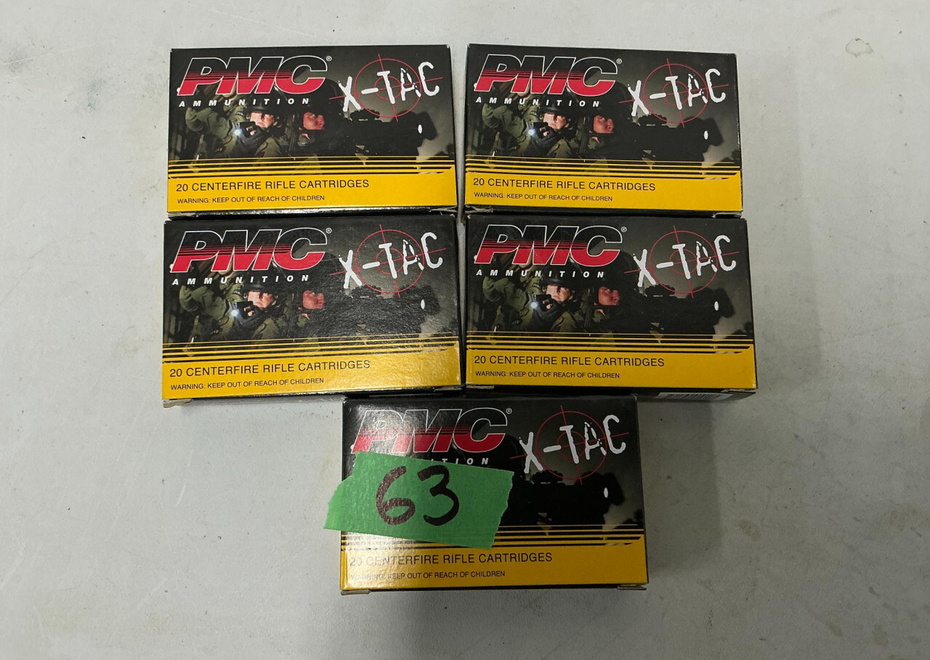 PMC®
AMMUNITION
X-TAC
20 CENTERFIRE RIFLE CARTRIDGES
WARNING: KEEP OUT OF REACH OF CHILDREN
PMC®
AMMUNITION
X-TAC
20 CENTERFIRE RIFLE CARTRIDGES
WARNING: KEEP OUT OF REACH OF CHILDREN
PMC®
AMMUNITION
X-TAC
20 CENTERFIRE RIFLE CARTRIDGES
WARNING: KEEP OUT OF REACH OF CHILDREN
PMC®
AMMUNITION
X-TAC
20 CENTERFIRE RIFLE CARTRIDGES
WARNING: KEEP OUT OF REACH OF CHILDREN
PMC®
NITION
X-TAC
63
20 CENTERFIRE RIFLE CARTRIDGES
WARNING: KEEP OUT OF REACH OF CHILDREN